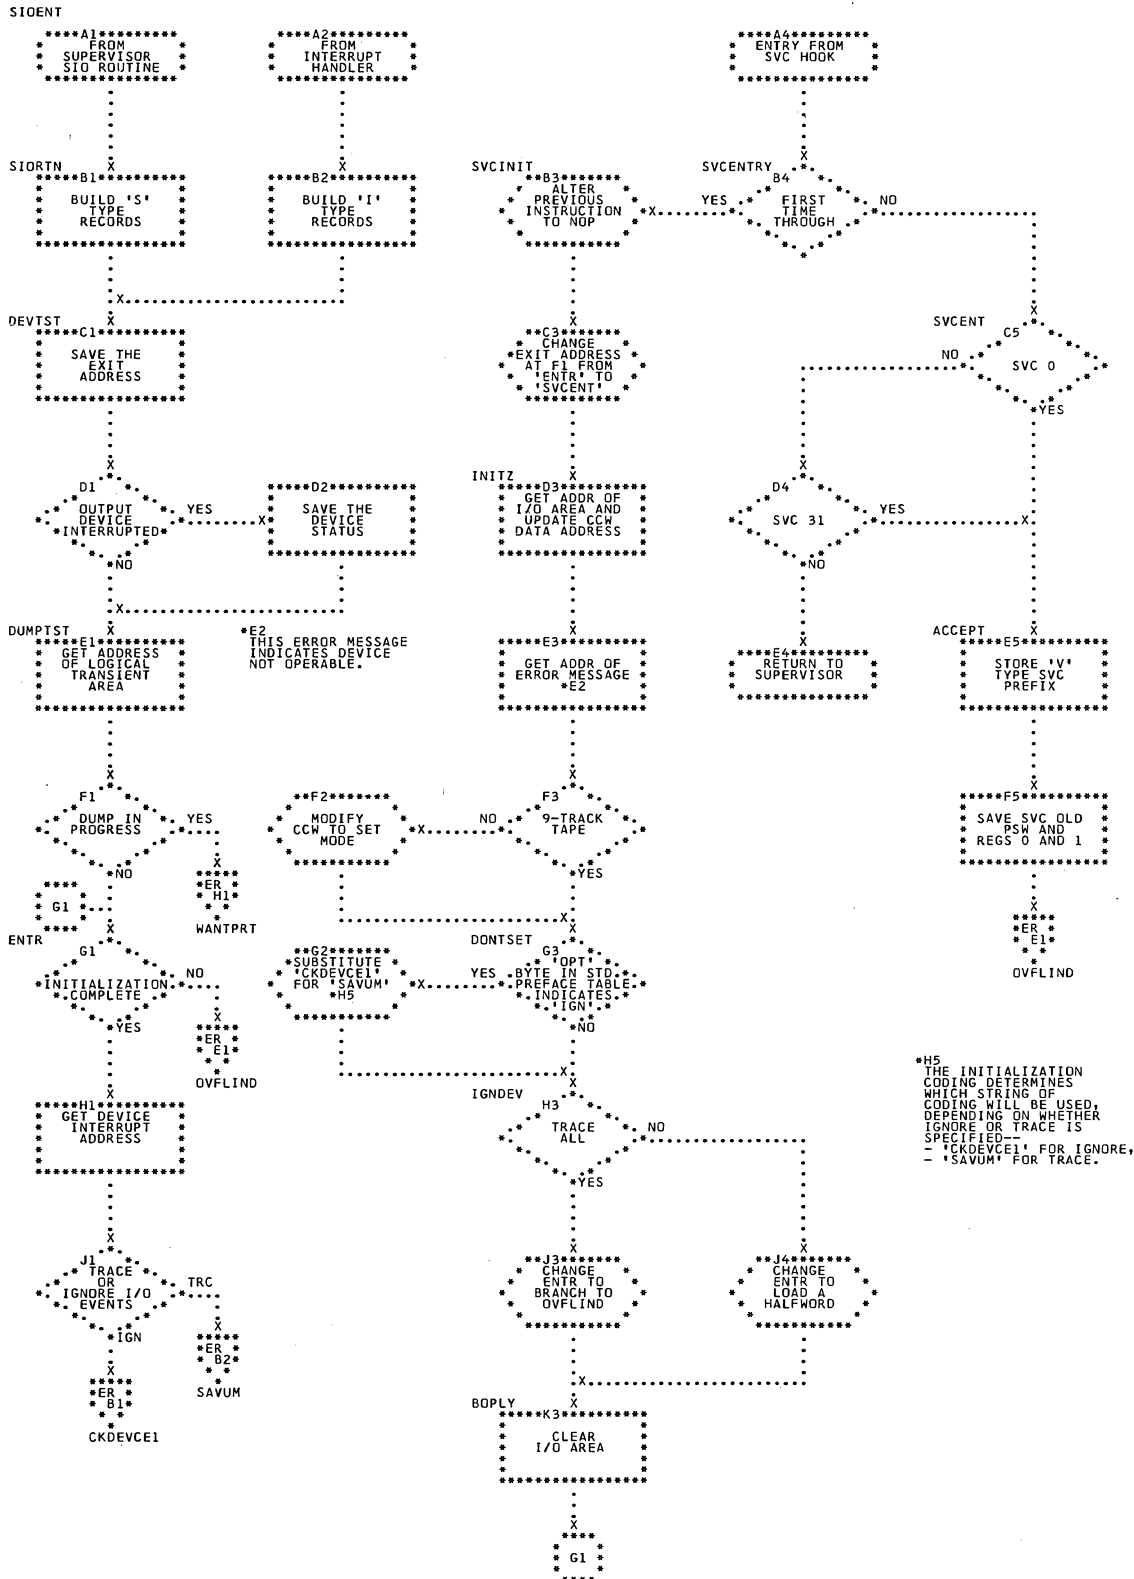 SIOENT
A1
FROM
SUPERVISOR
SIO ROUTINE
A2
FROM
INTERRUPT
HANDLER
A4
ENTRY FROM
SVC HOOK
SIORTN
B1
BUILD 'S'
TYPE
RECORDS
B2
BUILD 'I'
TYPE
RECORDS
SVCINIT
B3
ALTER
PREVIOUS
INSTRUCTION
TO NOP
X
YES
SVCENTRY
B4
FIRST
TIME
THROUGH
NO
DEVTST
C1
SAVE THE
EXIT
ADDRESS
C3
CHANGE
EXIT ADDRESS
AT F1 FROM
'ENTR' TO
'SVCENT'
SVCENT
C5
SVC 0
NO
YES
D1
OUTPUT
DEVICE
INTERRUPTED
YES
NO
D2
SAVE THE
DEVICE
STATUS
INITZ
D3
GET ADDR OF
I/O AREA AND
UPDATE CCW
DATA ADDRESS
D4
SVC 31
YES
NO
DUMPTST
E1
GET ADDRESS
OF LOGICAL
TRANSIENT
AREA
*E2
THIS ERROR MESSAGE
INDICATES DEVICE
NOT OPERABLE.
E3
GET ADDR OF
ERROR MESSAGE
*E2
E4
RETURN TO
SUPERVISOR
ACCEPT
E5
STORE 'V'
TYPE SVC
PREFIX
F1
DUMP IN
PROGRESS
YES
NO
ER
H1
WANTPRT
F2
MODIFY
CCW TO SET
MODE
NO
F3
9-TRACK
TAPE
YES
F5
SAVE SVC OLD
PSW AND
REGS 0 AND 1
ER
E1
OVFLIND
G1
ENTR
G1
INITIALIZATION
COMPLETE
NO
YES
ER
E1
OVFLIND
G2
SUBSTITUTE
'CKDEVCE1'
FOR 'SAVUM'
*H5
YES
DONTSET
G3
'OPT'
BYTE IN STD.
PREFACE TABLE
INDICATES
'IGN'
NO
H1
GET DEVICE
INTERRUPT
ADDRESS
IGNDEV
H3
TRACE
ALL
NO
YES
*H5
THE INITIALIZATION
CODING DETERMINES
WHICH STRING OF
CODING WILL BE USED,
DEPENDING ON WHETHER
IGNORE OR TRACE IS
SPECIFIED--
- 'CKDEVCE1' FOR IGNORE,
- 'SAVUM' FOR TRACE.
J1
TRACE
OR
IGNORE I/O
EVENTS
TRC
IGN
ER
B2
SAVUM
ER
B1
CKDEVCE1
J3
CHANGE
ENTR TO
BRANCH TO
OVFLIND
J4
CHANGE
ENTR TO
LOAD A
HALFWORD
BOPLY
K3
CLEAR
I/O AREA
G1